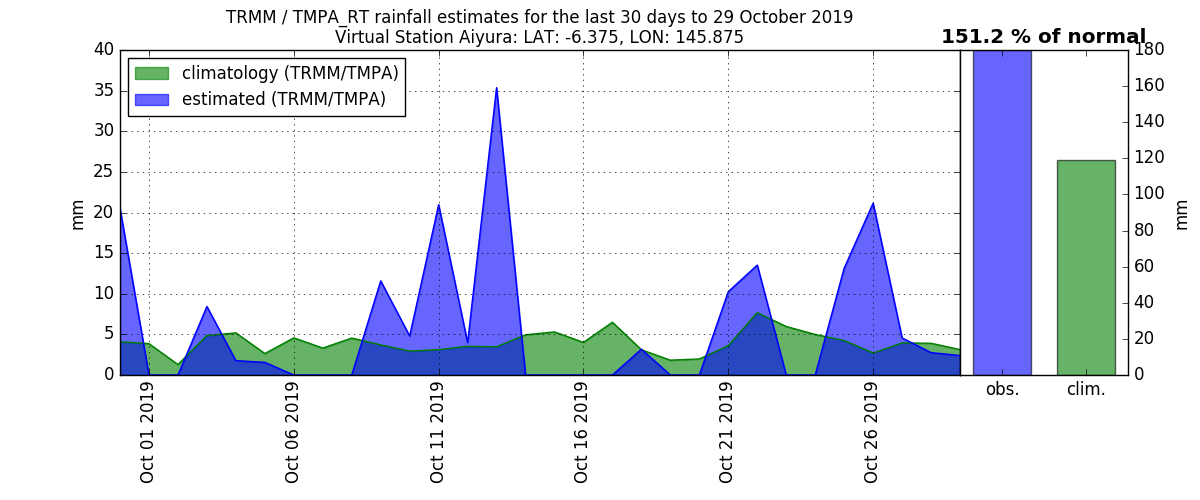 TRMM / TMPA_RT rainfall estimates for the last 30 days to 29 October 2019
Virtual Station Aiyura: LAT: -6.375, LON: 145.875
151.2 % of normal
climatology (TRMM/TMPA)
estimated (TRMM/TMPA)
40
35
30
25
20
15
10
5
0
mm
Oct 01 2019
Oct 06 2019
Oct 11 2019
Oct 16 2019
Oct 21 2019
Oct 26 2019
180
160
140
120
100
80
60
40
20
0
mm
obs.
clim.